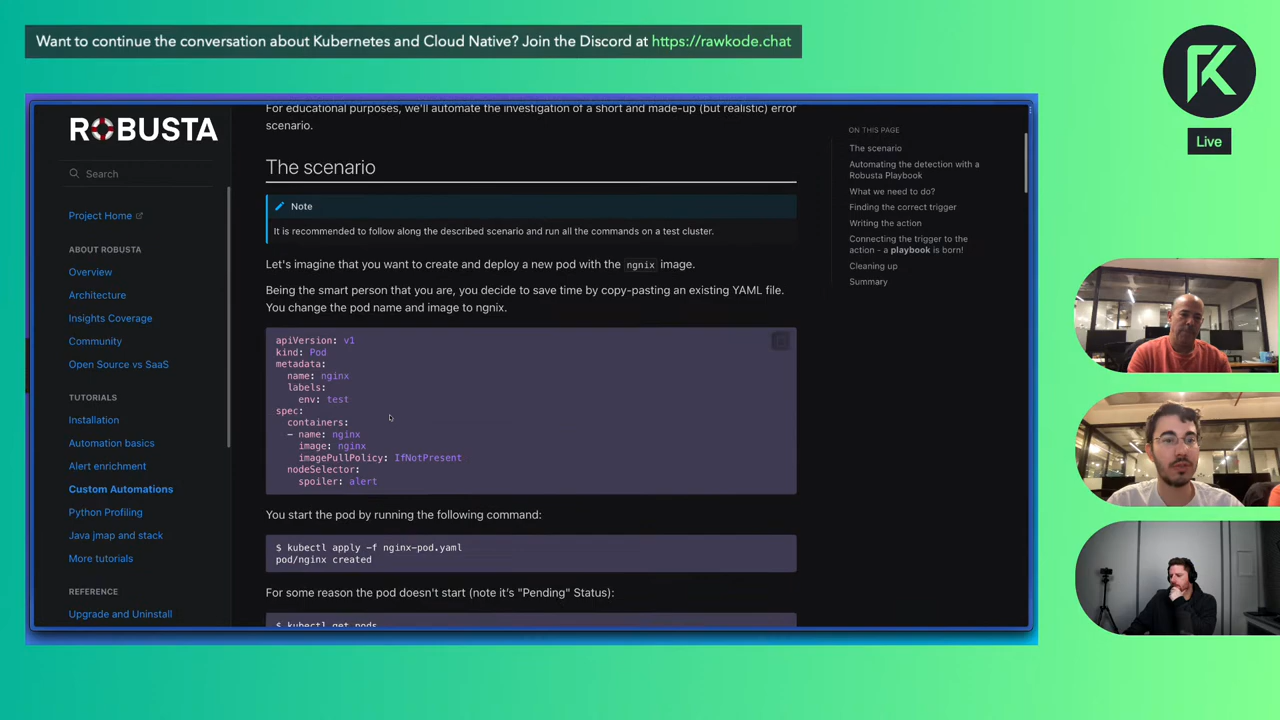 Want to continue the conversation about Kubernetes and Cloud Native? Join the Discord at https://rawkode.chat
Live
ROBUSTA
Search
Project Home
ABOUT ROBUSTA
Overview
Architecture
Insights Coverage
Community
Open Source vs SaaS
TUTORIALS
Installation
Automation basics
Alert enrichment
Custom Automations
Python Profiling
Java jmap and stack
More tutorials
REFERENCE
Upgrade and Uninstall
For educational purposes, we'll automate the investigation of a short and made-up (but realistic) error
scenario.
The scenario
Note
It is recommended to follow along the described scenario and run all the commands on a test cluster.
Let's imagine that you want to create and deploy a new pod with the ngnix image.
Being the smart person that you are, you decide to save time by copy-pasting an existing YAML file.
You change the pod name and image to ngnix.
apiVersion: v1
kind: Pod
metadata:
name: nginx
labels:
env: test
spec:
containers:
- name: nginx
image: nginx
imagePullPolicy: IfNotPresent
nodeSelector:
spoiler: alert
You start the pod by running the following command:
$ kubectl apply -f nginx-pod.yaml
pod/nginx created
For some reason the pod doesn't start (note it's "Pending" Status):
$ kubectl get pods
ON THIS PAGE
The scenario
Automating the detection with a
Robusta Playbook
What we need to do?
Finding the correct trigger
Writing the action
Connecting the trigger to the
action - a playbook is born!
Cleaning up
Summary